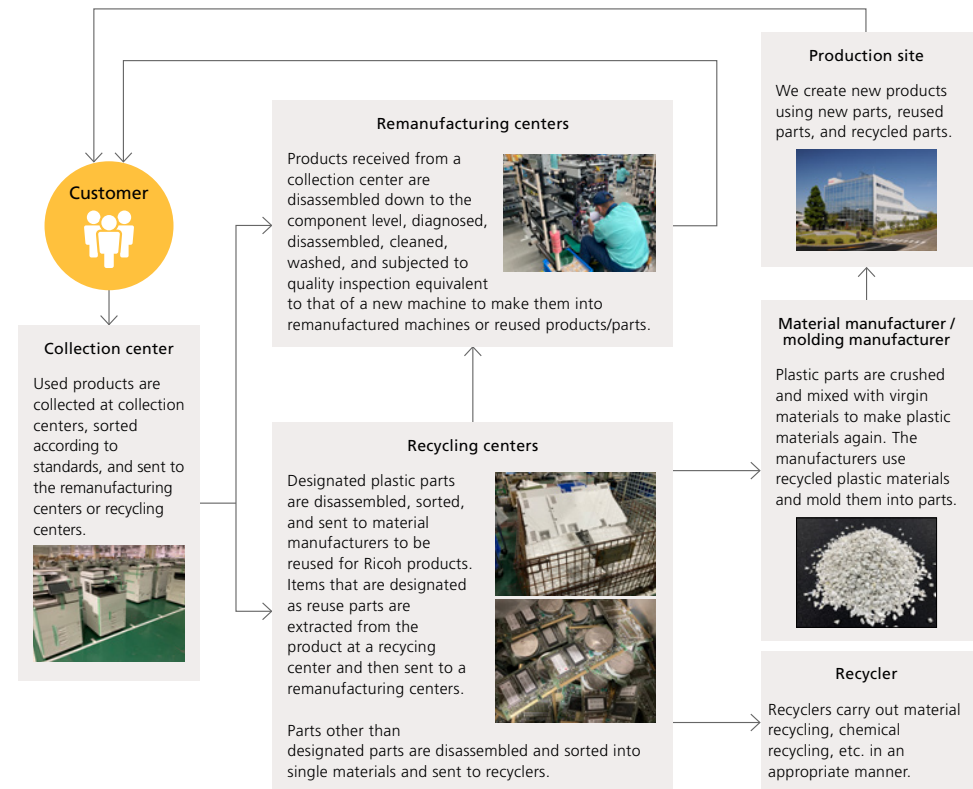 Customer
Collection center
Used products are
collected at collection
centers, sorted
according to
standards, and sent to
the remanufacturing
centers or recycling
centers.
Remanufacturing centers
Products received from a
collection center are
disassembled down to the
component level, diagnosed,
disassembled, cleaned,
washed, and subjected to
quality inspection equivalent
to that of a new machine to make them into
remanufactured machines or reused products/parts.
Recycling centers
Designated plastic parts
are disassembled, sorted,
and sent to material
manufacturers to be
reused for Ricoh products.
Items that are designated
as reuse parts are
extracted from the
product at a recycing
center and then sent to a
remanufacturing centers.
Parts other than
designated parts are disassembled and sorted into
single materials and sent to recyclers.
Production site
We create new products
using new parts, reused
parts, and recycled parts.
Material manufacturer /
molding manufacturer
Plastic parts are crushed
and mixed with virgin
materials to make plastic
materials again. The
manufacturers use
recycled plastic materials
and mold them into parts.
Recycler
Recyclers carry out material
recycling, chemical
recycling, etc. in an
appropriate manner.